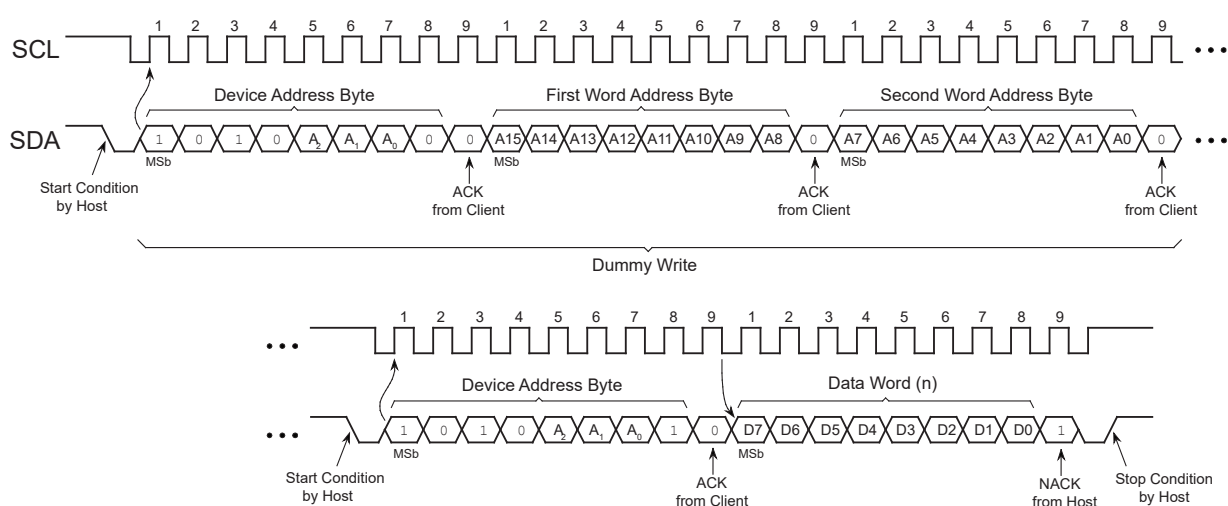 1 2 3 4 5 6 7 8 9 1 2 3 4 5 6 7 8 9 1 2 3 4 5 6 7 8 9
SCL
Device Address Byte First Word Address Byte Second Word Address Byte
SDA 1 0 1 0 A2 A1 A0 0 0 A15 A14 A13 A12 A11 A10 A9 A8 0 A7 A6 A5 A4 A3 A2 A1 A0 0
MSb MSb MSb
Start Condition
by Host
ACK
from Client
ACK
from Client
ACK
from Client
Dummy Write
1 2 3 4 5 6 7 8 9 1 2 3 4 5 6 7 8 9
Device Address Byte Data Word (n)
1 0 1 0 A2 A1 A0 1 0 D7 D6 D5 D4 D3 D2 D1 D0 1
MSb MSb
Start Condition
by Host
ACK
from Client
NACK
from Host
Stop Condition
by Host